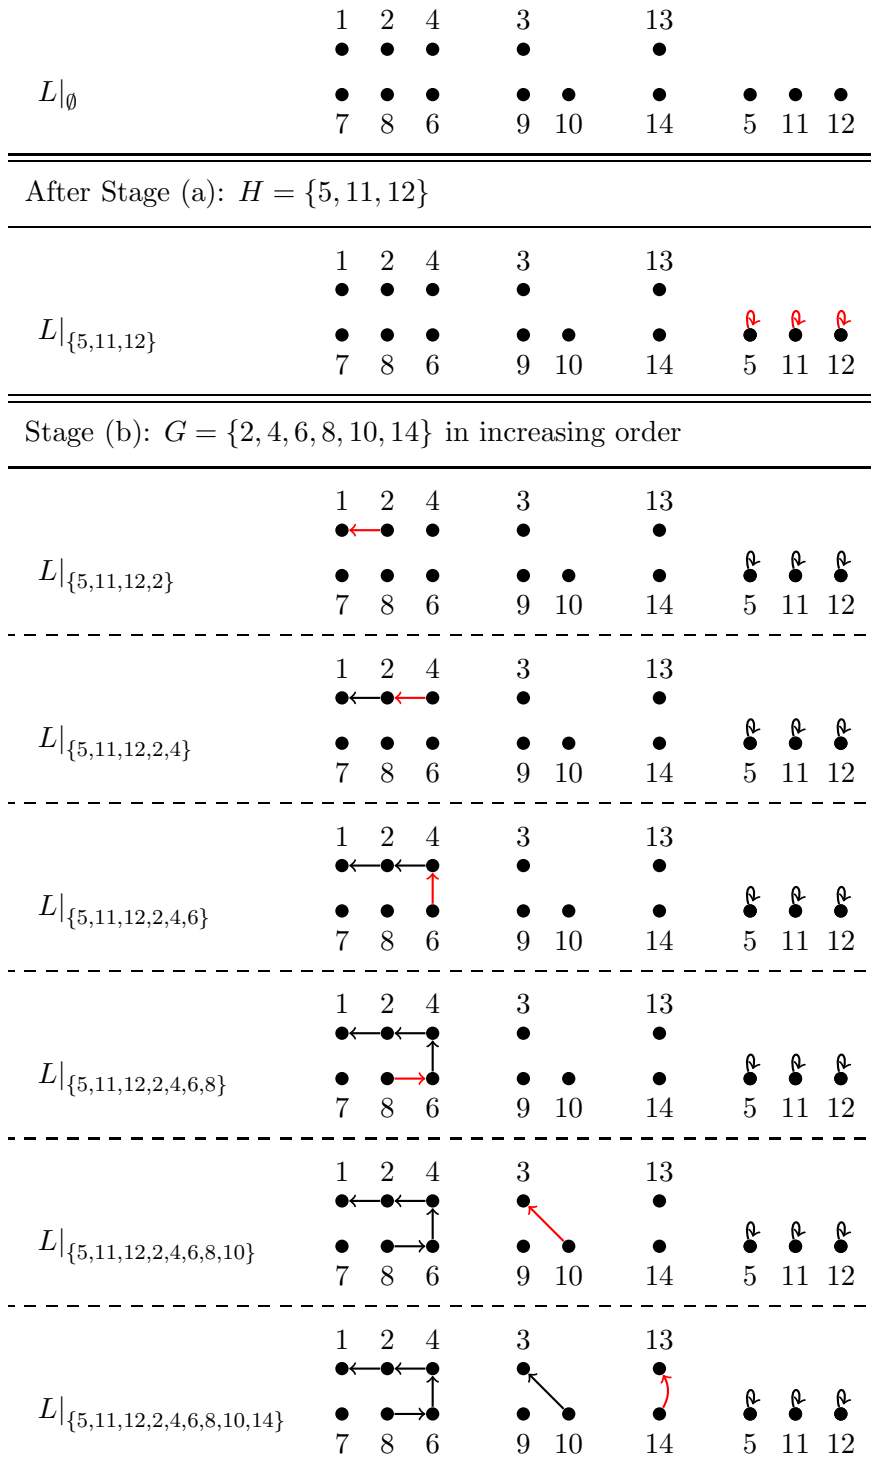 1 2 4 3 13
L|∅
7 8 6 9 10 14 5 11 12
After Stage (a): H = {5, 11, 12}
1 2 4 3 13
L|{5,11,12}
7 8 6 9 10 14 5 11 12
Stage (b): G = {2, 4, 6, 8, 10, 14} in increasing order
1 2 4 3 13
L|{5,11,12,2}
7 8 6 9 10 14 5 11 12
1 2 4 3 13
L|{5,11,12,2,4}
7 8 6 9 10 14 5 11 12
1 2 4 3 13
L|{5,11,12,2,4,6}
7 8 6 9 10 14 5 11 12
1 2 4 3 13
L|{5,11,12,2,4,6,8}
7 8 6 9 10 14 5 11 12
1 2 4 3 13
L|{5,11,12,2,4,6,8,10}
7 8 6 9 10 14 5 11 12
1 2 4 3 13
L|{5,11,12,2,4,6,8,10,14}
7 8 6 9 10 14 5 11 12